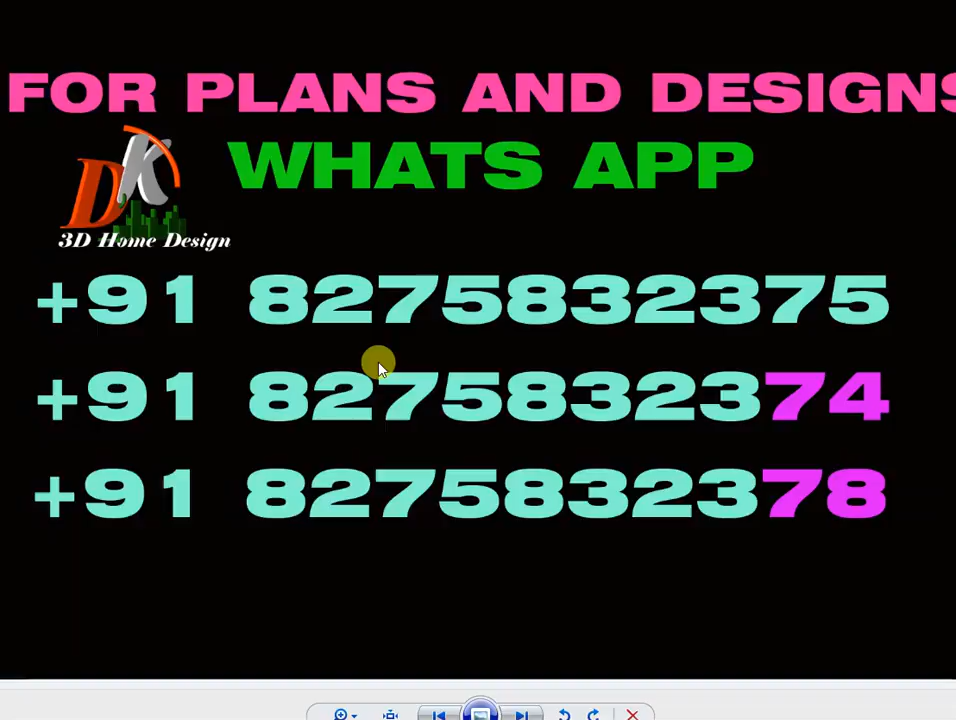 FOR PLANS AND DESIGNS
WHATS APP
DK
3D Home Design
+91 8275832375
+91 8275832374
+91 8275832378